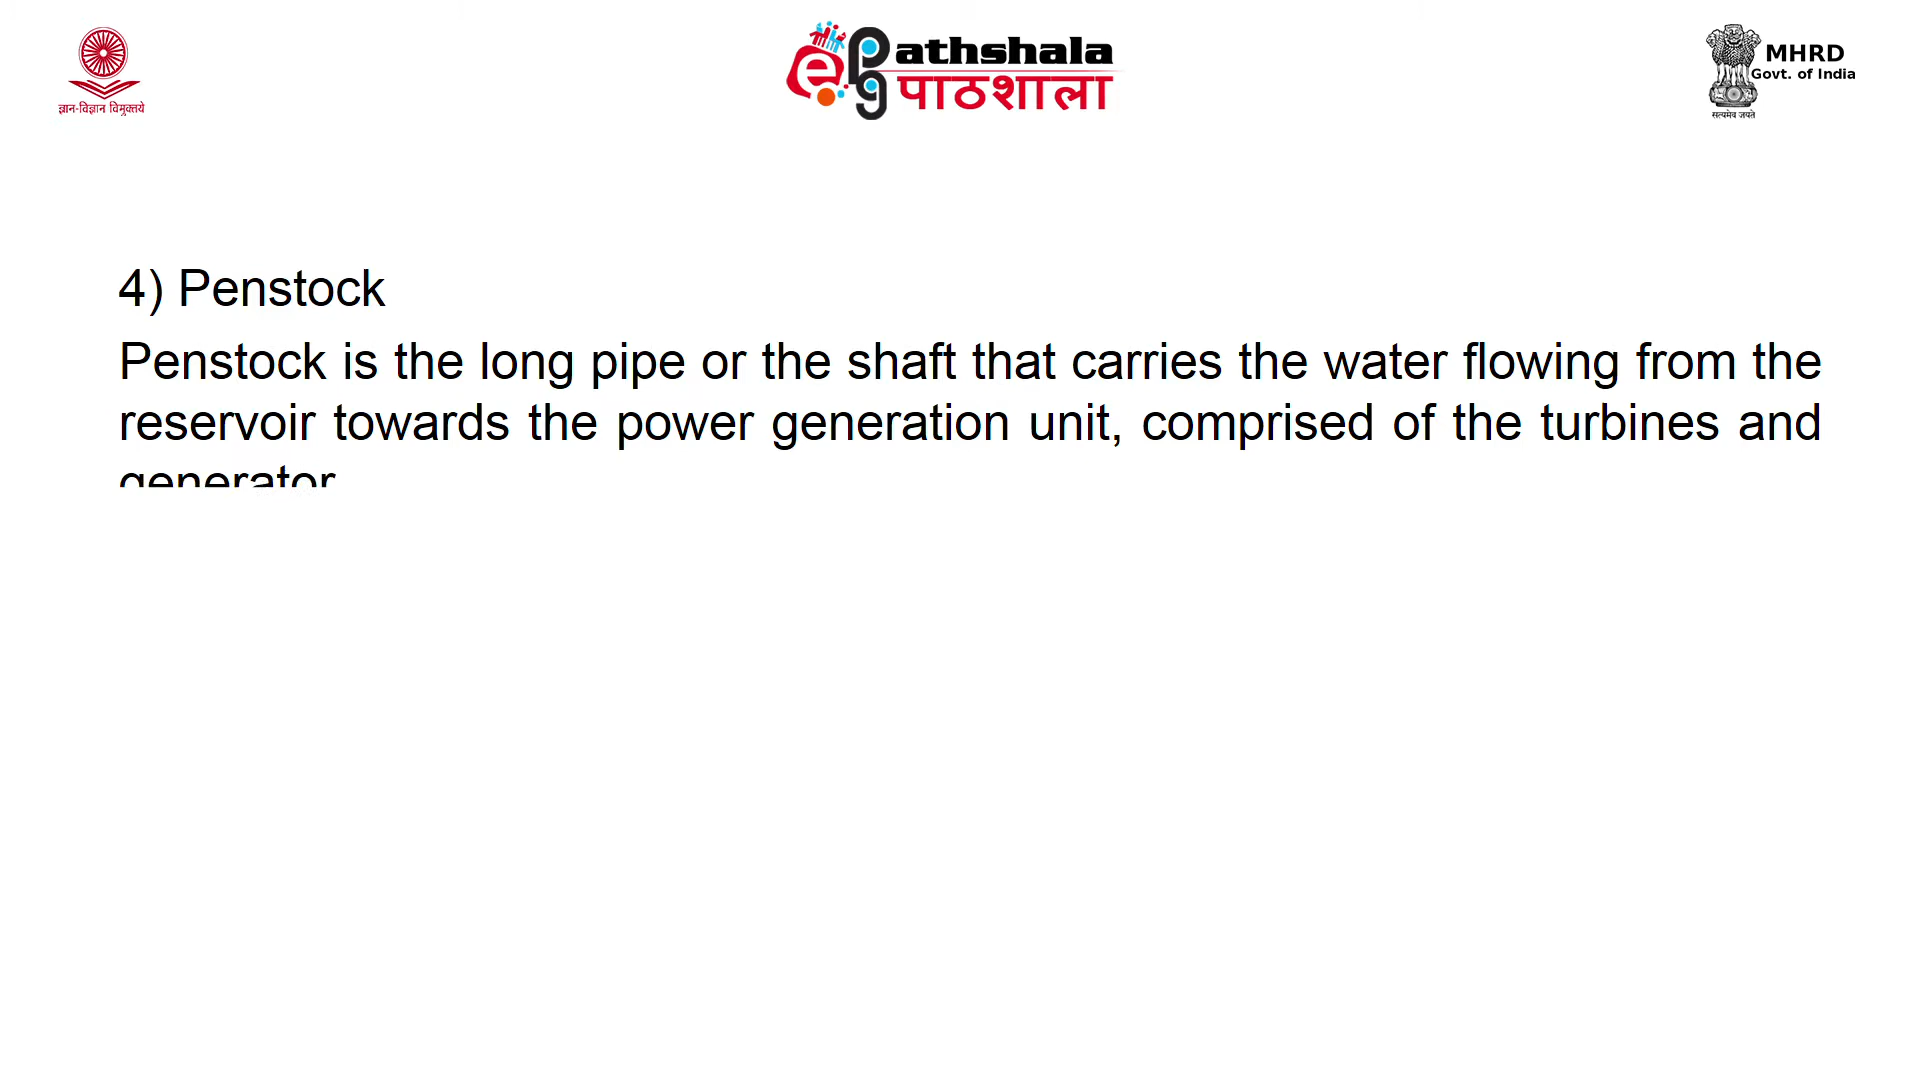 ज्ञान-विज्ञान विमुक्तये
ePG athshala
पाठशाला
MHRD
Govt. of India
सत्यमेव जयते
4) Penstock
Penstock is the long pipe or the shaft that carries the water flowing from the
reservoir towards the power generation unit, comprised of the turbines and
generator